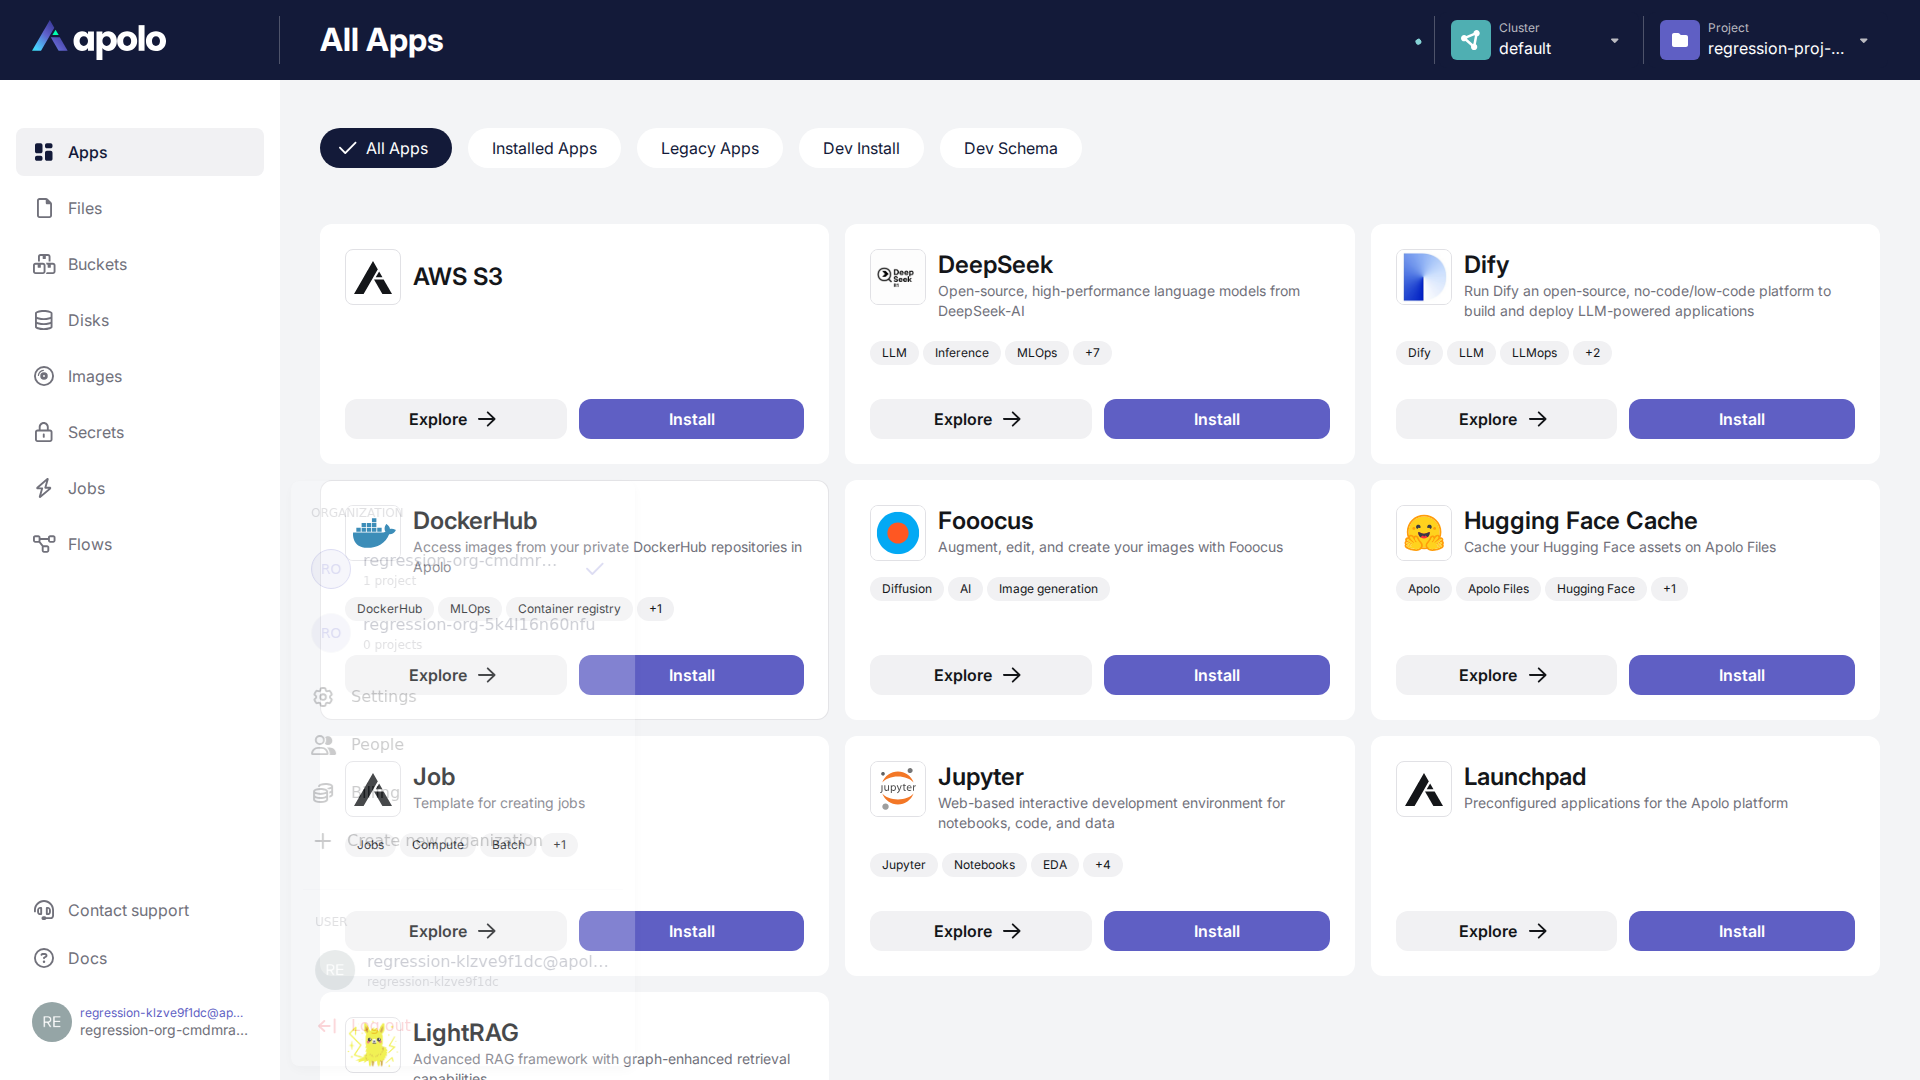 apolo
All Apps
Cluster
default
Project
regression-proj-...
Apps
Files
Buckets
Disks
Images
Secrets
Jobs
Flows
Contact support
Docs
RE
regression-klzve9f1dc@ap...
regression-org-cmdmra...
All Apps
Installed Apps
Legacy Apps
Dev Install
Dev Schema
AWS S3
Explore
Install
DeepSeek
Open-source, high-performance language models from
DeepSeek-AI
LLM
Inference
MLOps
+7
Explore
Install
Dify
Run Dify an open-source, no-code/low-code platform to
build and deploy LLM-powered applications
Dify
LLM
LLMops
+2
Explore
Install
DockerHub
Access images from your private DockerHub repositories in
Apolo
DockerHub
MLOps
Container registry
+1
Explore
Install
Fooocus
Augment, edit, and create your images with Fooocus
Diffusion
AI
Image generation
Explore
Install
Hugging Face Cache
Cache your Hugging Face assets on Apolo Files
Apolo
Apolo Files
Hugging Face
+1
Explore
Install
Job
Template for creating jobs
Jobs
Compute
Batch
+1
Explore
Install
Jupyter
Web-based interactive development environment for
notebooks, code, and data
Jupyter
Notebooks
EDA
+4
Explore
Install
Launchpad
Preconfigured applications for the Apolo platform
Explore
Install
LightRAG
Advanced RAG framework with graph-enhanced retrieval
capabilities
ORGANIZATION
RO
regression-org-cmdmr...
1 project
RO
regression-org-5k4l16n60nfu
0 projects
Settings
People
Billing
Create new organization
USER
RE
regression-klzve9f1dc@apol...
regression-klzve9f1dc
Log out